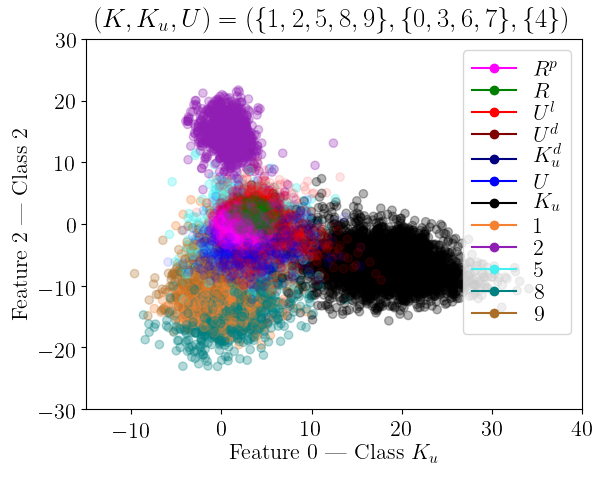 (K, K_u, U) = ({1, 2, 5, 8, 9}, {0, 3, 6, 7}, {4})
30
20
10
0
−10
−20
−30
Feature 2 — Class 2
R^p
R
U^l
U^d
K_u^d
U
K_u
1
2
5
8
9
−10 0 10 20 30 40
Feature 0 — Class K_u